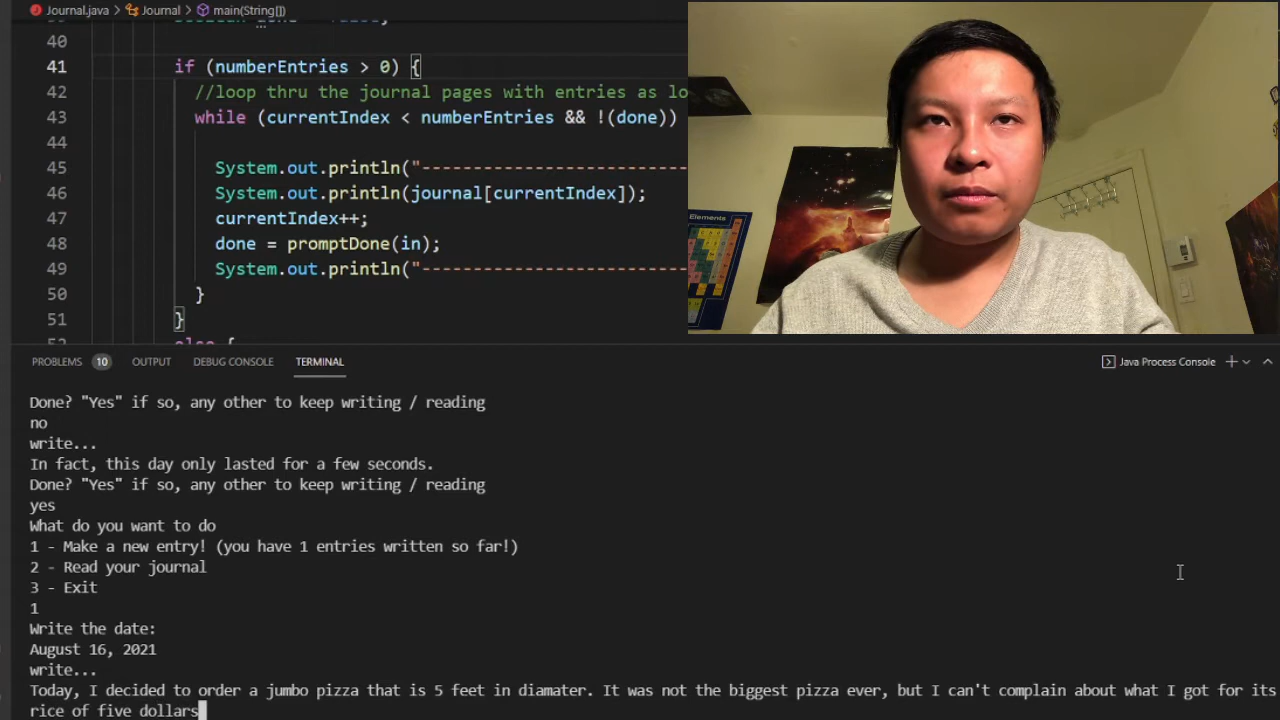 Journal.java > Journal > main(String[])
40
41 if (numberEntries > 0) {
42 //loop thru the journal pages with entries as lo
43 while (currentIndex < numberEntries && !(done))
44
45 System.out.println("--------------------------------
46 System.out.println(journal[currentIndex]);
47 currentIndex++;
48 done = promptDone(in);
49 System.out.println("--------------------------------
50 }
51 }
else {
Elements
PROBLEMS 10 OUTPUT DEBUG CONSOLE TERMINAL
Java Process Console
Done? "Yes" if so, any other to keep writing / reading
no
write...
In fact, this day only lasted for a few seconds.
Done? "Yes" if so, any other to keep writing / reading
yes
What do you want to do
1 - Make a new entry! (you have 1 entries written so far!)
2 - Read your journal
3 - Exit
1
Write the date:
August 16, 2021
write...
Today, I decided to order a jumbo pizza that is 5 feet in diamater. It was not the biggest pizza ever, but I can't complain about what I got for its
rice of five dollars